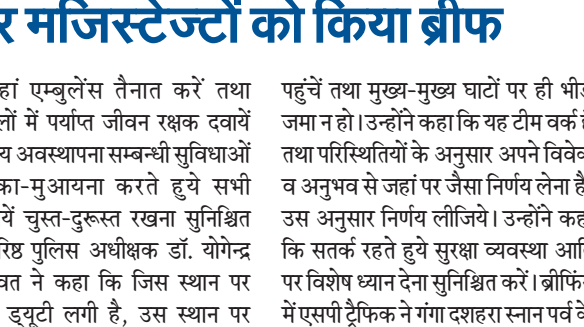 र मजिस्टेज्टों को किया ब्रीफ
हां एम्बुलेंस तैनात करें तथा
लों में पर्याप्त जीवन रक्षक दवायें
य अवस्थापना सम्बन्धी सुविधाओं
का-मुआयना करते हुये सभी
यें चुस्त-दुरूस्त रखना सुनिश्चित
रिष्ठ पुलिस अधीक्षक डॉ. योगेन्द्र
वत ने कहा कि जिस स्थान पर
ड्यूटी लगी है, उस स्थान पर
पहुंचें तथा मुख्य-मुख्य घाटों पर ही
जमा न हो। उन्होंने कहा कि यह टीम वर्क
तथा परिस्थितियों के अनुसार अपने
व अनुभव से जहां पर जैसा निर्णय लेना है
उस अनुसार निर्णय लीजिये। उन्होंने
कि सतर्क रहते हुये सुरक्षा व्यवस्था
पर विशेष ध्यान देना सुनिश्चित करें।
में एसपी ट्रैफिक ने गंगा दशहरा स्नान पर्व